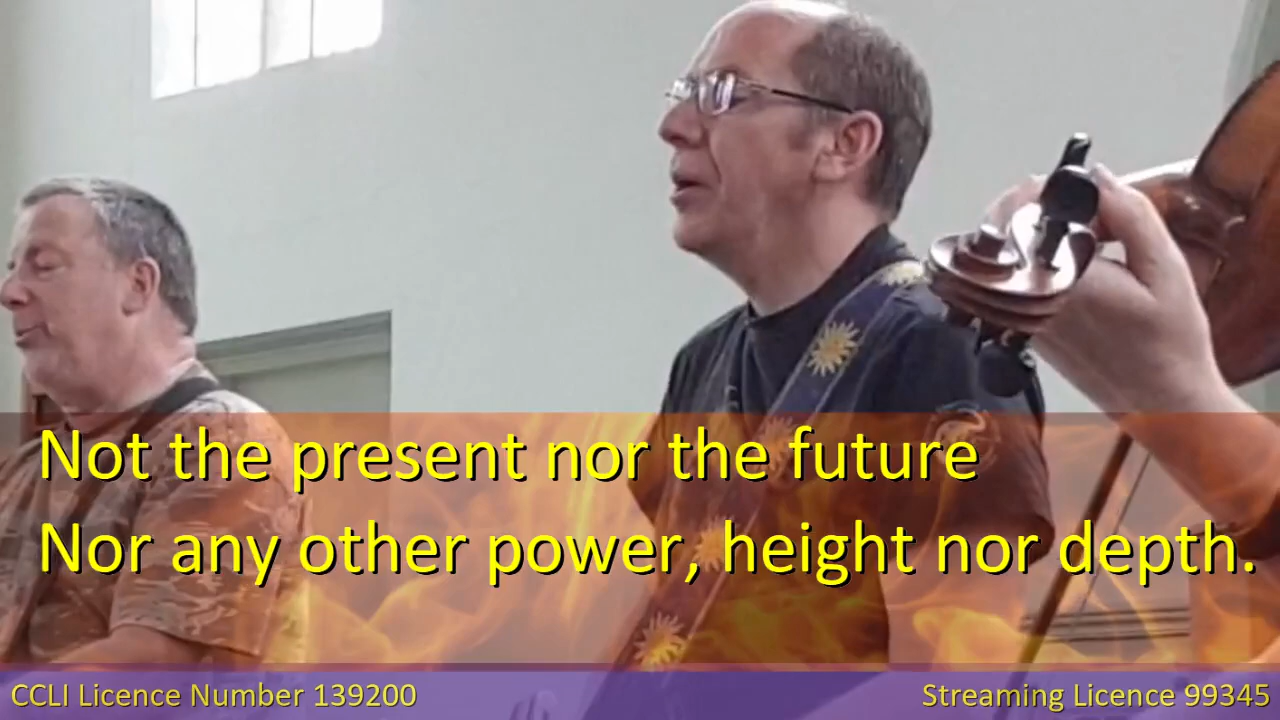 Not the present nor the future
Nor any other power, height nor depth.
CCLI Licence Number 139200
Streaming Licence 99345